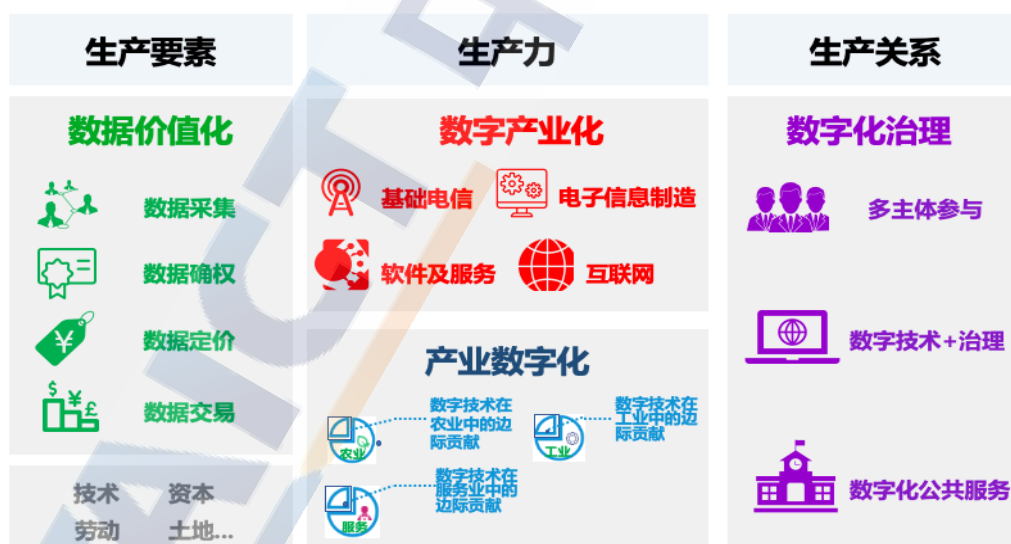 生产要素
生产力
生产关系
数据价值化
数据采集
数据确权
¥
数据定价
$ ¥ £
数据交易
技术 资本
劳动 土地...
数字产业化
基础电信 电子信息制造
软件及服务 互联网
产业数字化
农业
数字技术在
农业中的边
际贡献
工业
数字技术在
工业中的边
际贡献
服务
数字技术在
服务业中的
边际贡献
数字化治理
多主体参与
数字技术+治理
数字化公共服务
AICT